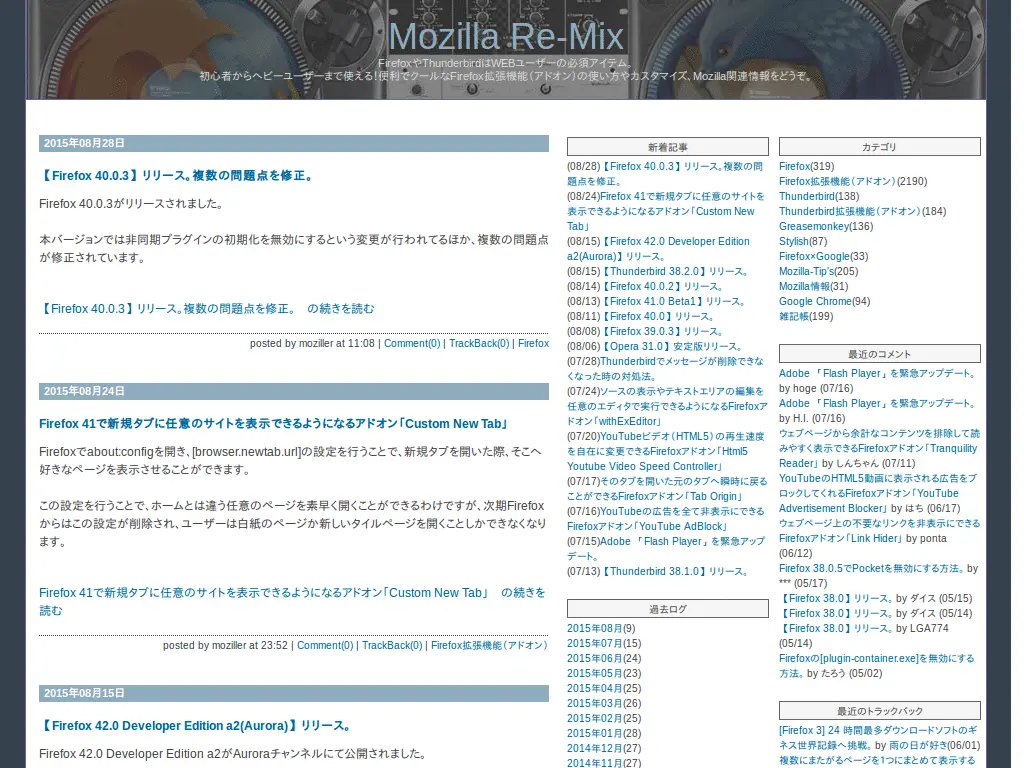 Mozilla Re-Mix
FirefoxやThunderbirdはWEBユーザーの必須アイテム。
初心者からヘビーユーザーまで使える！便利でクールなFirefox拡張機能（アドオン）の使い方やカスタマイズ、Mozilla関連情報をどうぞ。
2015年08月28日
【Firefox 40.0.3】リリース。複数の問題点を修正。
Firefox 40.0.3がリリースされました。
本バージョンでは非同期プラグインの初期化を無効にするという変更が行われてるほか、複数の問題点
が修正されています。
【Firefox 40.0.3】リリース。複数の問題点を修正。 の続きを読む
posted by moziller at 11:08 | Comment(0) | TrackBack(0) | Firefox
2015年08月24日
Firefox 41で新規タブに任意のサイトを表示できるようになるアドオン「Custom New Tab」
Firefoxでabout:configを開き、[browser.newtab.url]の設定を行うことで、新規タブを開いた際、そこへ
好きなページを表示させることができます。
この設定を行うことで、ホームとは違う任意のページを素早く開くことができるわけですが、次期Firefox
からはこの設定が削除され、ユーザーは白紙のページか新しいタイルページを開くことしかできなくなり
ます。
Firefox 41で新規タブに任意のサイトを表示できるようになるアドオン「Custom New Tab」 の続きを
読む
posted by moziller at 23:52 | Comment(0) | TrackBack(0) | Firefox拡張機能（アドオン）
2015年08月15日
【Firefox 42.0 Developer Edition a2(Aurora)】リリース。
Firefox 42.0 Developer Edition a2がAuroraチャンネルにて公開されました。
新着記事
(08/28)【Firefox 40.0.3】リリース。複数の問
題点を修正。
(08/24)Firefox 41で新規タブに任意のサイトを
表示できるようになるアドオン「Custom New
Tab」
(08/15)【Firefox 42.0 Developer Edition
a2(Aurora)】リリース。
(08/15)【Thunderbird 38.2.0】リリース。
(08/14)【Firefox 40.0.2】リリース。
(08/13)【Firefox 41.0 Beta1】リリース。
(08/11)【Firefox 40.0】リリース。
(08/08)【Firefox 39.0.3】リリース。
(08/06)【Opera 31.0】安定版リリース。
(07/28)Thunderbirdでメッセージが削除できな
くなった時の対処法。
(07/24)ソースの表示やテキストエリアの編集を
任意のエディタで実行できるようになるFirefoxア
ドオン「withExEditor」
(07/20)YouTubeビデオ（HTML5）の再生速度
を自在に変更できるFirefoxアドオン「Html5
Youtube Video Speed Controller」
(07/17)そのタブを開いた元のタブへ瞬時に戻る
ことができるFirefoxアドオン「Tab Origin」
(07/16)YouTubeの広告を全て非表示にできる
Firefoxアドオン「YouTube AdBlock」
(07/15)Adobe 「Flash Player」を緊急アップ
デート。
(07/13)【Thunderbird 38.1.0】リリース。
過去ログ
2015年08月(9)
2015年07月(15)
2015年06月(24)
2015年05月(23)
2015年04月(25)
2015年03月(26)
2015年02月(25)
2015年01月(28)
2014年12月(27)
2014年11月(27)
カテゴリ
Firefox(319)
Firefox拡張機能（アドオン）(2190)
Thunderbird(138)
Thunderbird拡張機能（アドオン）(184)
Greasemonkey(136)
Stylish(87)
Firefox×Google(33)
Mozilla-Tip's(205)
Mozilla情報(31)
Google Chrome(94)
雑記帳(199)
最近のコメント
Adobe 「Flash Player」を緊急アップデート。
by hoge (07/16)
Adobe 「Flash Player」を緊急アップデート。
by H.I. (07/16)
ウェブページから余計なコンテンツを排除して読
みやすく表示できるFirefoxアドオン「Tranquility
Reader」 by しんちゃん (07/11)
YouTubeのHTML5動画に表示される広告をブ
ロックしてくれるFirefoxアドオン「YouTube
Advertisement Blocker」 by はち (06/17)
ウェブページ上の不要なリンクを非表示にできる
Firefoxアドオン「Link Hider」 by ponta
(06/12)
Firefox 38.0.5でPocketを無効にする方法。 by
*** (05/17)
【Firefox 38.0】リリース。 by ダイス (05/15)
【Firefox 38.0】リリース。 by ダイス (05/14)
【Firefox 38.0】リリース。 by LGA774
(05/14)
Firefoxの[plugin-container.exe]を無効にする
方法。 by たろう (05/02)
最近のトラックバック
[Firefox 3] 24 時間最多ダウンロードソフトのギ
ネス世界記録へ挑戦。 by 雨の日が好き(06/01)
複数にまたがるページを1つにまとめて表示する